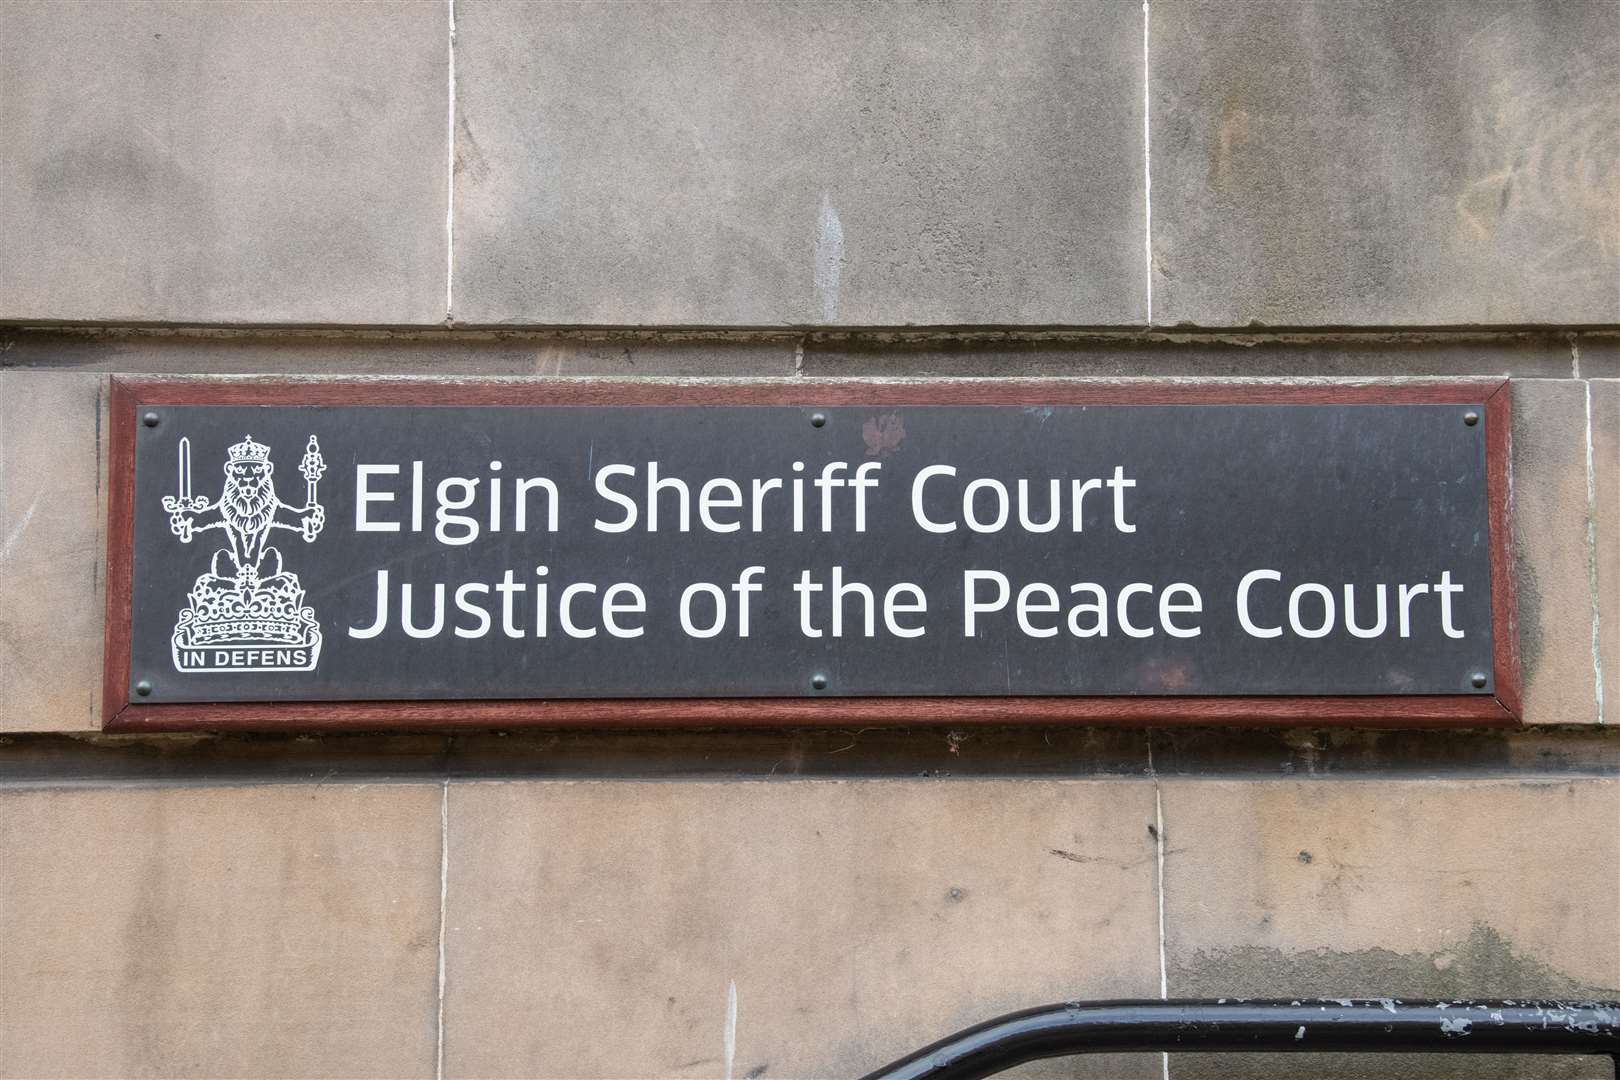 Elgin Sheriff Court
Justice of the Peace Court
IN DEFENS